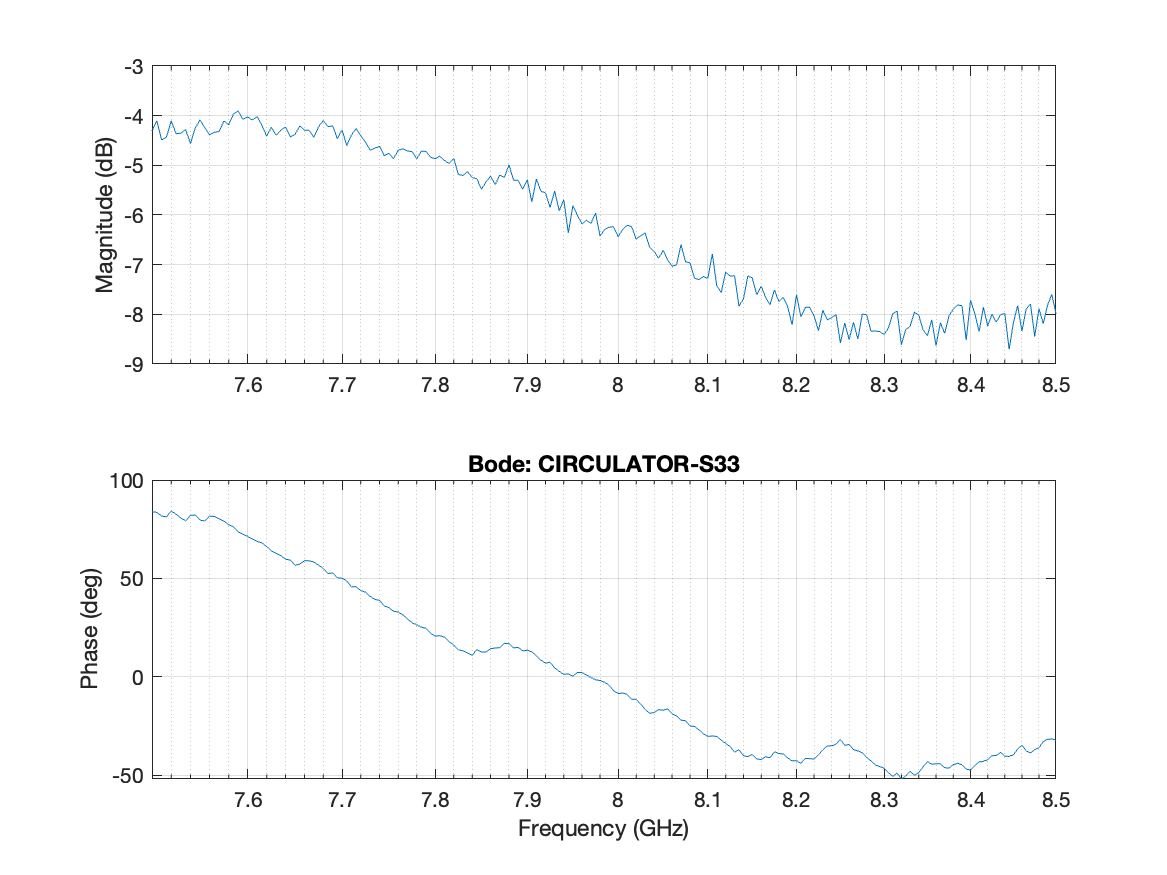 -3
-4
-5
-6
-7
-8
-9
Magnitude (dB)
7.6 7.7 7.8 7.9 8 8.1 8.2 8.3 8.4 8.5
Bode: CIRCULATOR-S33
100
50
0
-50
Phase (deg)
7.6 7.7 7.8 7.9 8 8.1 8.2 8.3 8.4 8.5
Frequency (GHz)